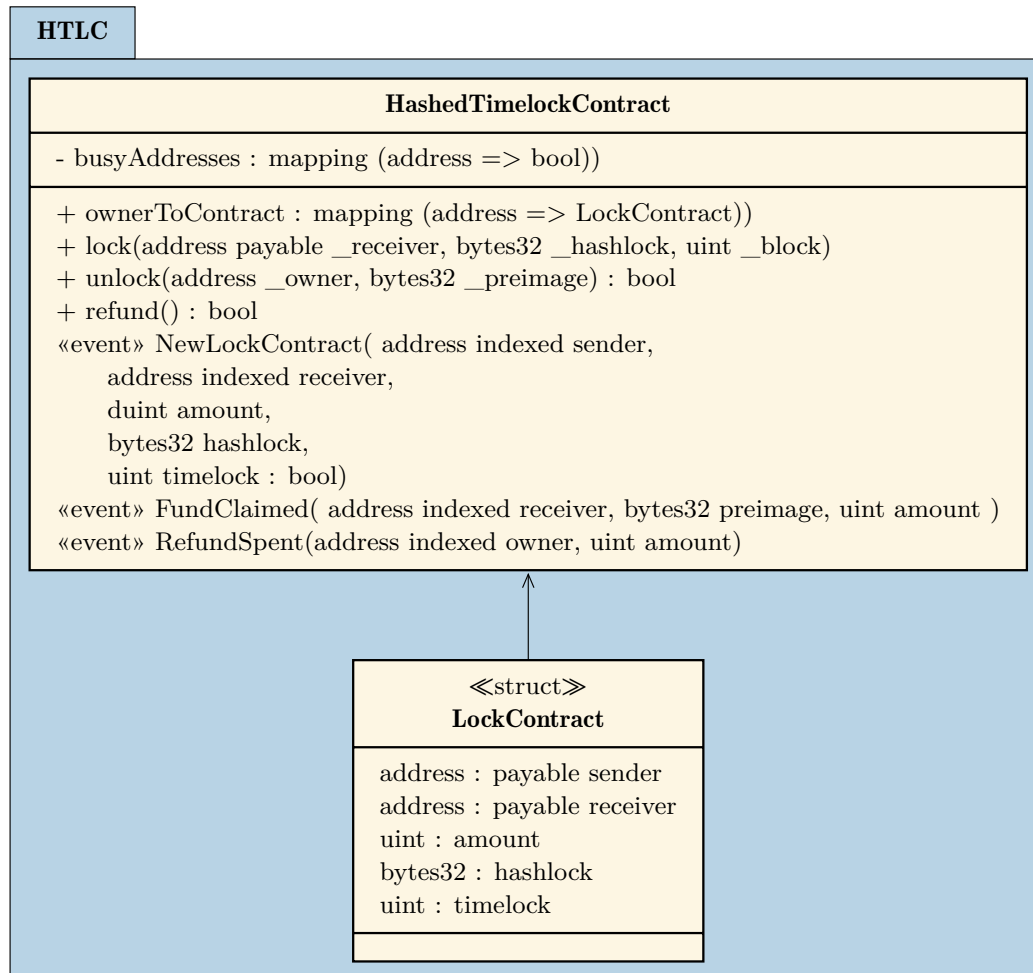 HTLC
HashedTimelockContract
- busyAddresses : mapping (address => bool))
+ ownerToContract : mapping (address => LockContract))
+ lock(address payable _receiver, bytes32 _hashlock, uint _block)
+ unlock(address _owner, bytes32 _preimage) : bool
+ refund() : bool
«event» NewLockContract( address indexed sender,
address indexed receiver,
duint amount,
bytes32 hashlock,
uint timelock : bool)
«event» FundClaimed( address indexed receiver, bytes32 preimage, uint amount )
«event» RefundSpent(address indexed owner, uint amount)
≪struct≫
LockContract
address : payable sender
address : payable receiver
uint : amount
bytes32 : hashlock
uint : timelock